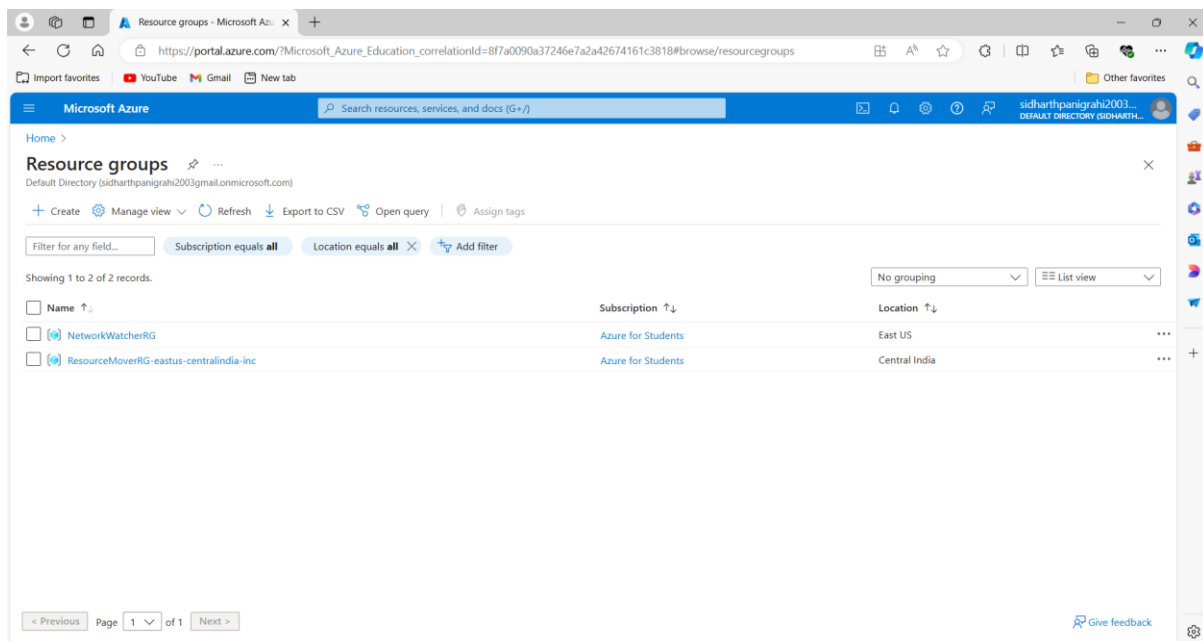 Resource groups - Microsoft Azu
https://portal.azure.com/?Microsoft_Azure_Education_correlationId=8f7a0090a37246e7a2a42674161c3818#browse/resourcegroups
Import favorites YouTube Gmail New tab Other favorites
Microsoft Azure Search resources, services, and docs (G+/) sidharthpanigrahi2003...
DEFAULT DIRECTORY (SIDHARTH...
Home >
Resource groups ...
Default Directory (sidharthpanigrahi2003gmail.onmicrosoft.com)
+ Create Manage view Refresh Export to CSV Open query Assign tags
Filter for any field... Subscription equals all Location equals all Add filter
Showing 1 to 2 of 2 records. No grouping List view
Name Subscription Location
NetworkWatcherRG Azure for Students East US
ResourceMoverRG-eastus-centralindia-inc Azure for Students Central India
< Previous Page 1 of 1 Next > Give feedback